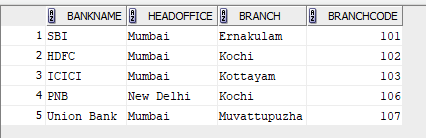 BANKNAME HEADOFFICE BRANCH BRANCHCODE
1 SBI Mumbai Ernakulam 101
2 HDFC Mumbai Kochi 102
3 ICICI Mumbai Kottayam 103
4 PNB New Delhi Kochi 106
5 Union Bank Mumbai Muvattupuzha 107